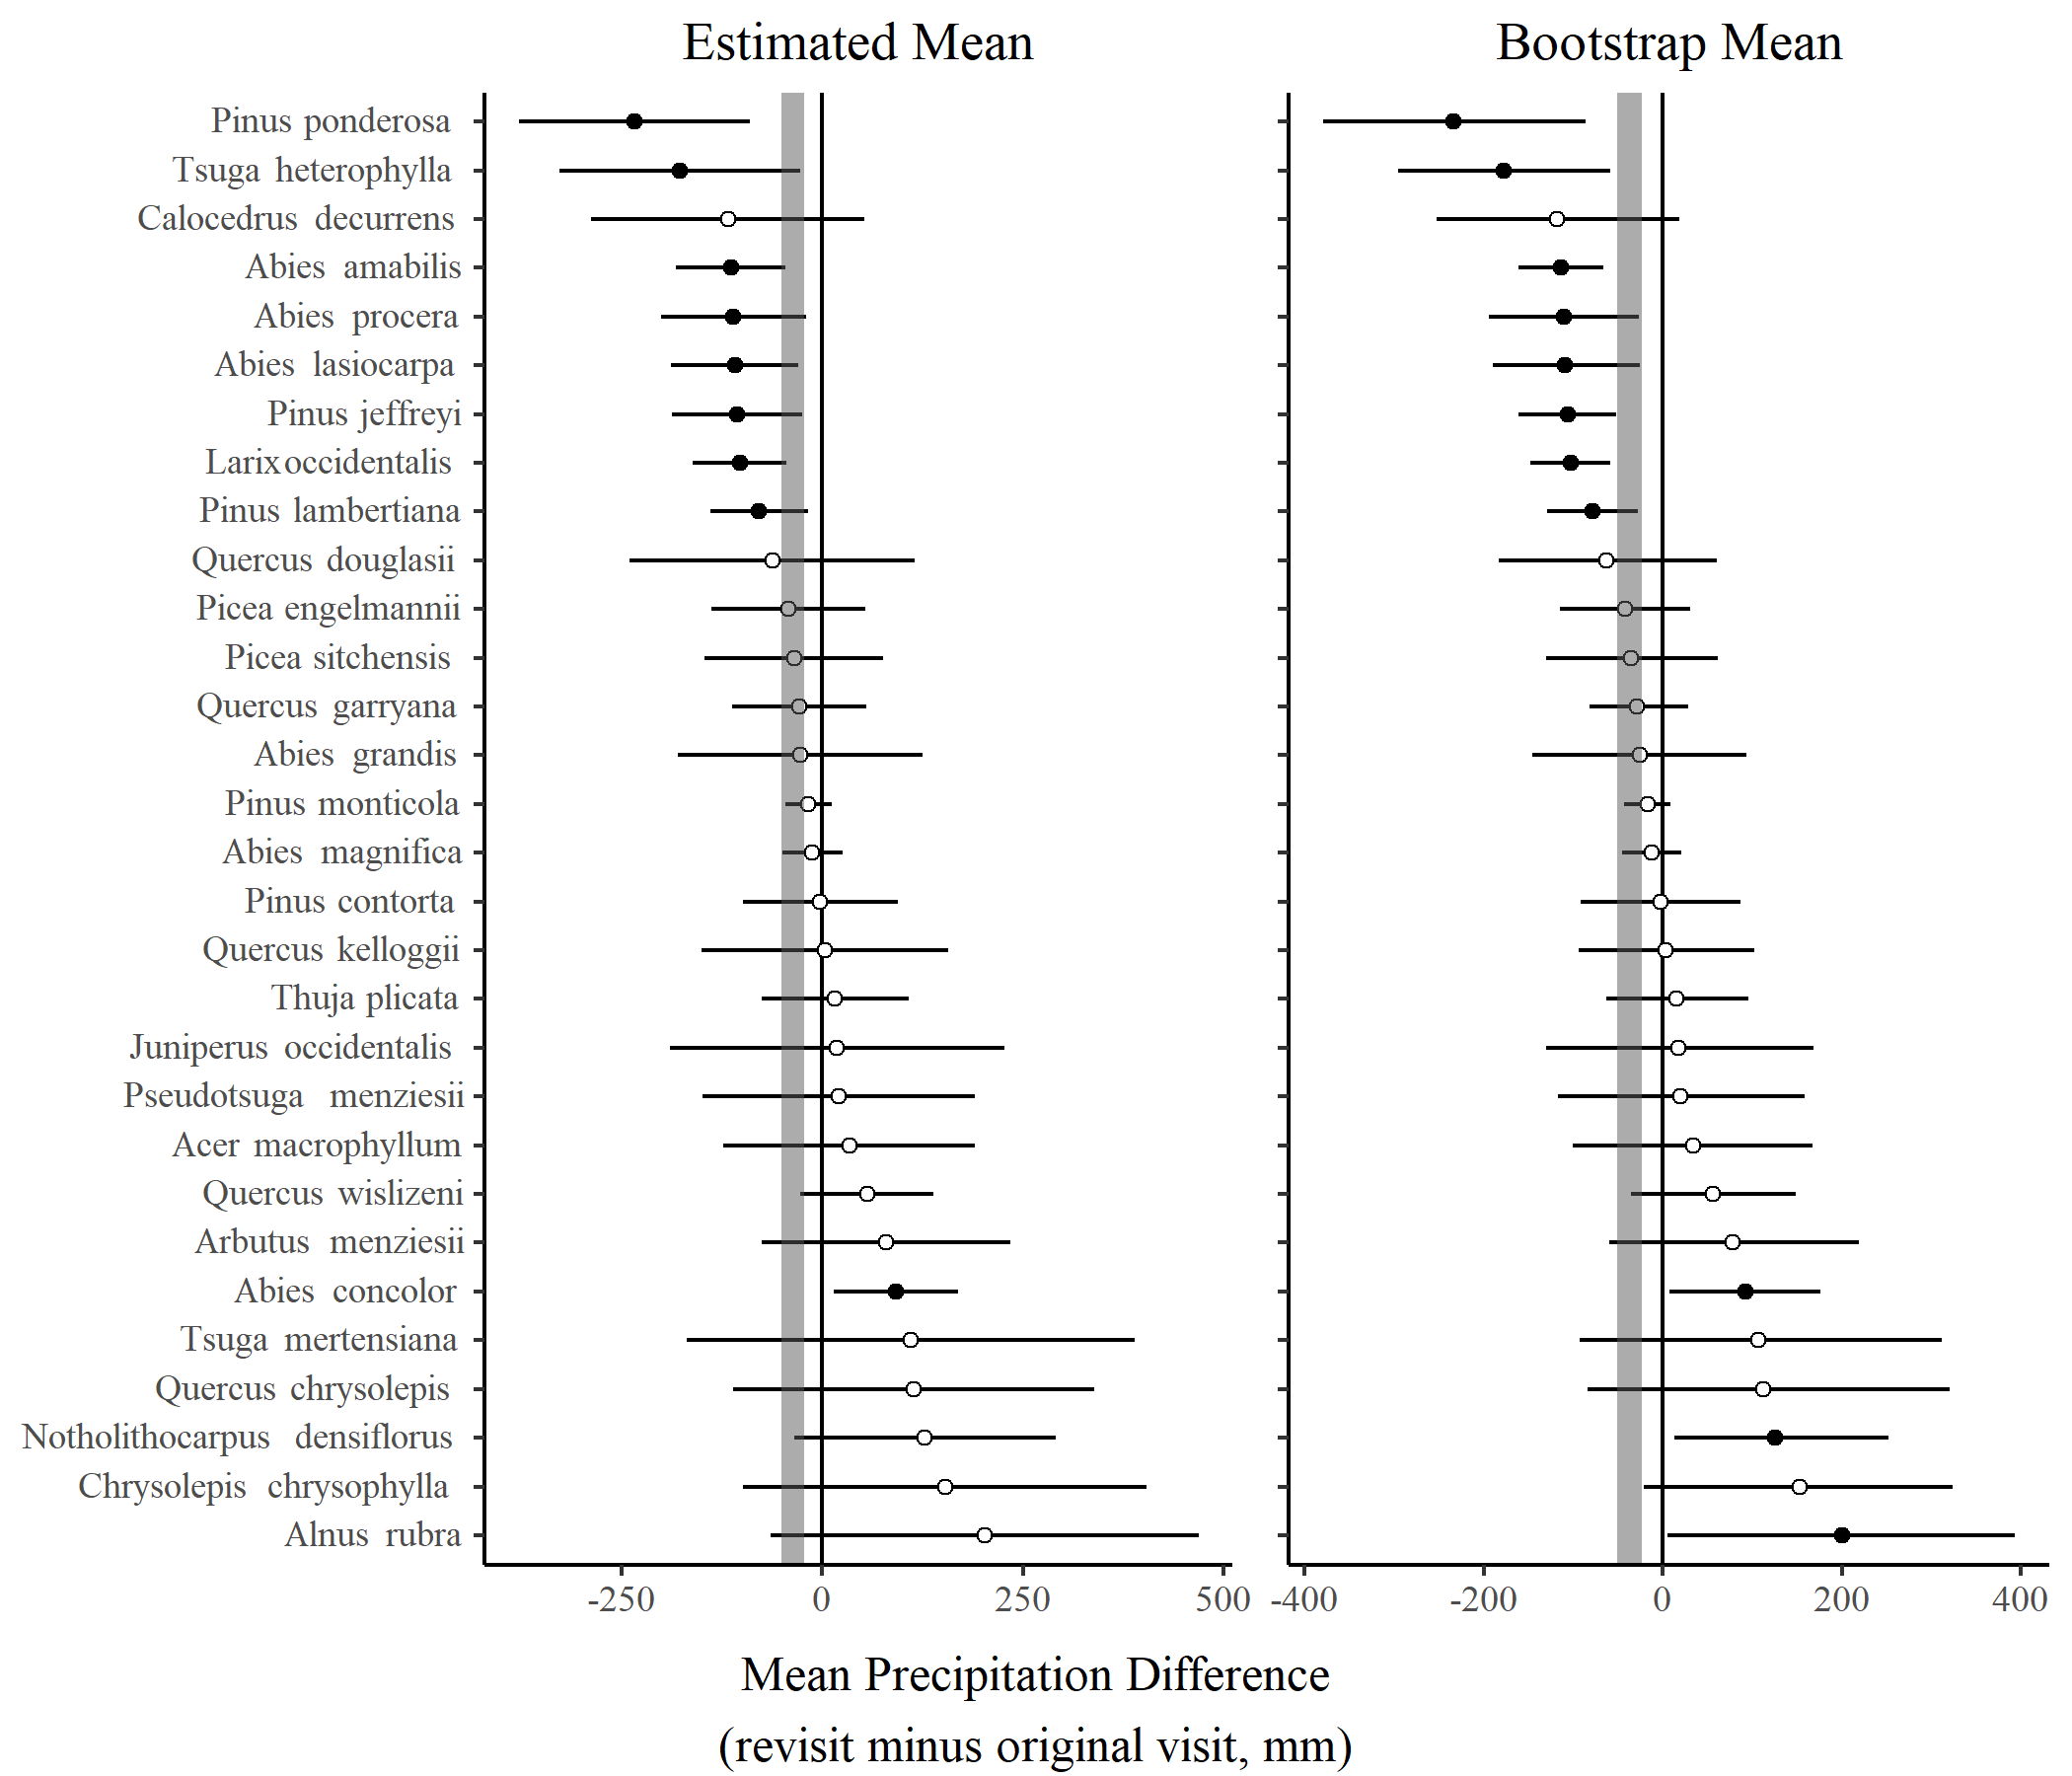 Estimated Mean
Bootstrap Mean
Pinus ponderosa
Tsuga heterophylla
Calocedrus decurrens
Abies amabilis
Abies procera
Abies lasiocarpa
Pinus jeffreyi
Larix occidentalis
Pinus lambertiana
Quercus douglasii
Picea engelmannii
Picea sitchensis
Quercus garryana
Abies grandis
Pinus monticola
Abies magnifica
Pinus contorta
Quercus kelloggii
Thuja plicata
Juniperus occidentalis
Pseudotsuga menziesii
Acer macrophyllum
Quercus wislizeni
Arbutus menziesii
Abies concolor
Tsuga mertensiana
Quercus chrysolepis
Notholithocarpus densiflorus
Chrysolepis chrysophylla
Alnus rubra
-250 0 250 500
-400 -200 0 200 400
Mean Precipitation Difference
(revisit minus original visit, mm)